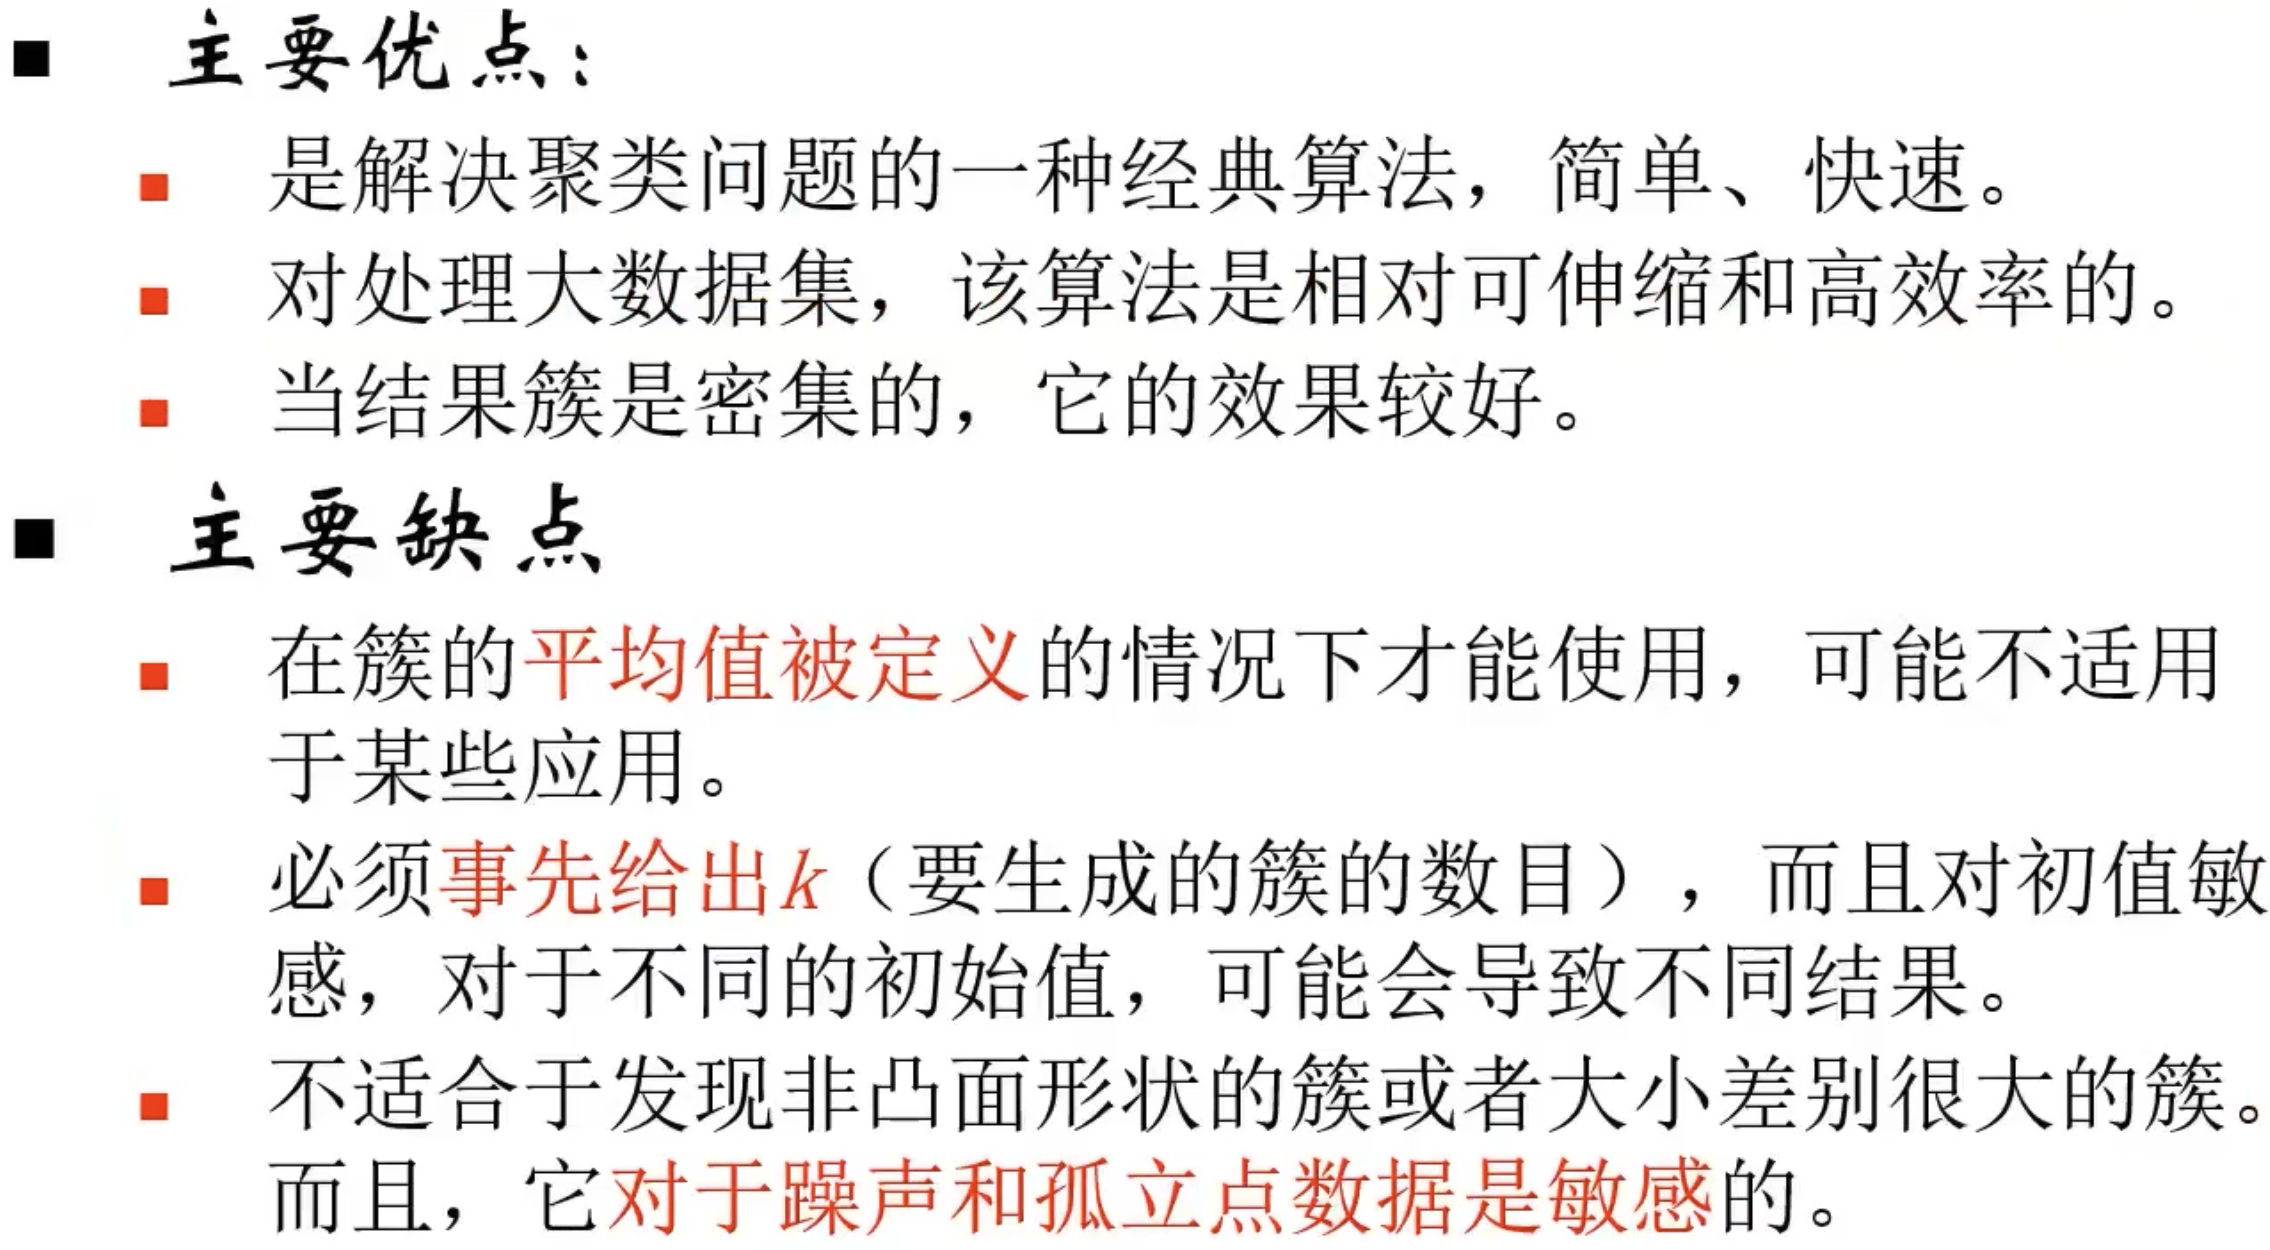 ■ 主要优点：
■ 是解决聚类问题的一种经典算法，简单、快速。
■ 对处理大数据集，该算法是相对可伸缩和高效率的。
■ 当结果簇是密集的，它的效果较好。
■ 主要缺点
■ 在簇的平均值被定义的情况下才能使用，可能不适用
于某些应用。
■ 必须事先给出k（要生成的簇的数目），而且对初值敏
感，对于不同的初始值，可能会导致不同结果。
■ 不适合于发现非凸面形状的簇或者大小差别很大的簇。
而且，它对于躁声和孤立点数据是敏感的。